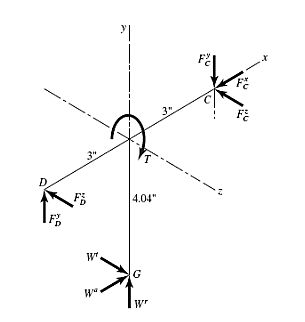 y
F_C^y
x
F_C^x
3"
C
F_C^z
3"
T
D
z
F_D^z
4.04"
F_D^y
W^t
G
W^a
W^r